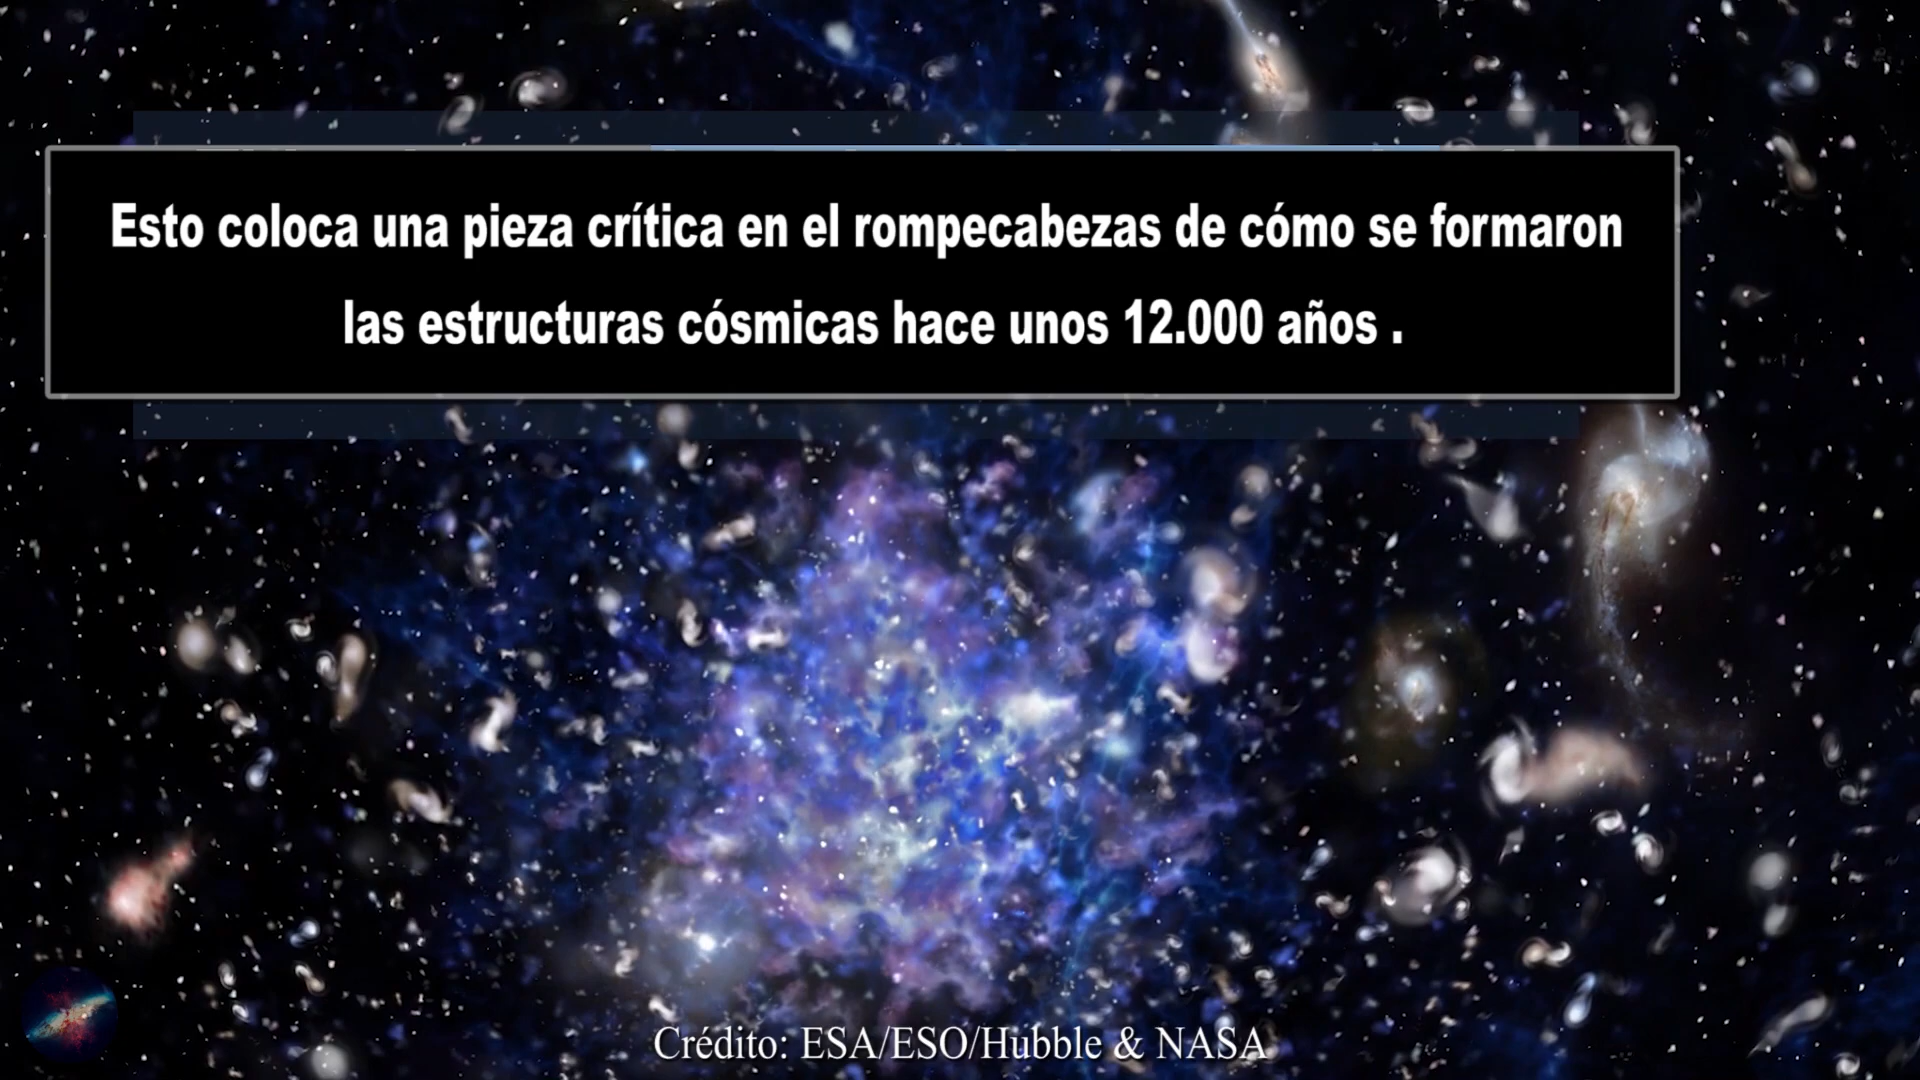 Esto coloca una pieza crítica en el rompecabezas de cómo se formaron
las estructuras cósmicas hace unos 12.000 años .
Crédito: ESA/ESO/Hubble & NASA